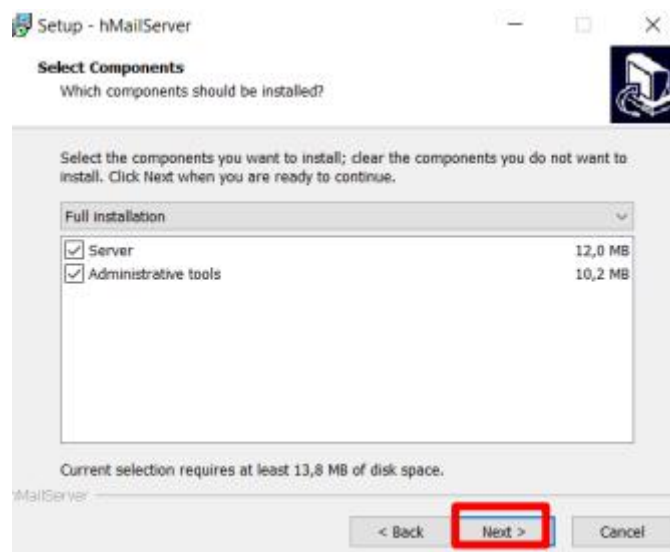 Setup - hMailServer
Select Components
Which components should be installed?
Select the components you want to install; clear the components you do not want to
install. Click Next when you are ready to continue.
Full installation
Server 12,0 MB
Administrative tools 10,2 MB
Current selection requires at least 13,8 MB of disk space.
hMailServer
< Back Next > Cancel